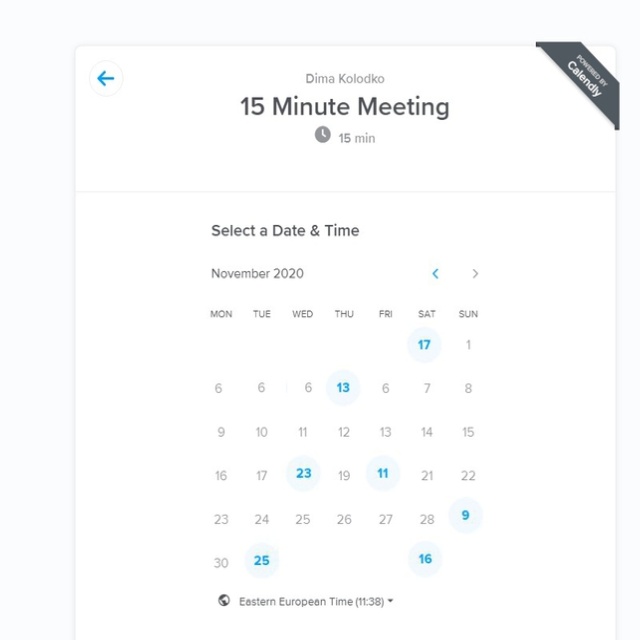 POWERED BY
Calendly
Dima Kolodko
15 Minute Meeting
15 min
Select a Date & Time
November 2020
MON TUE WED THU FRI SAT SUN
17 1
6 6 6 13 6 7 8
9 10 11 12 13 14 15
16 17 23 19 11 21 22
23 24 25 26 27 28 9
30 25 16
Eastern European Time (11:38)